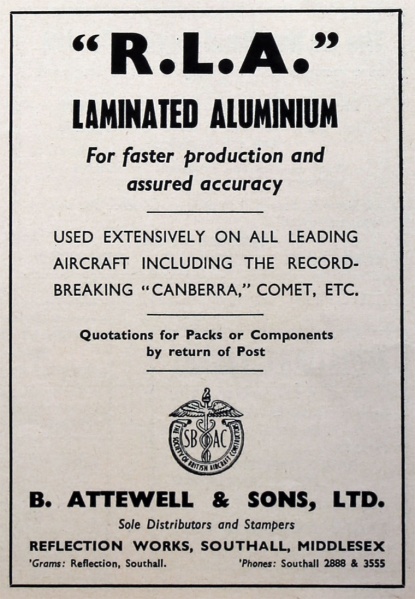 "R.L.A."
LAMINATED ALUMINIUM
For faster production and
assured accuracy
USED EXTENSIVELY ON ALL LEADING
AIRCRAFT INCLUDING THE RECORD-
BREAKING "CANBERRA," COMET, ETC.
Quotations for Packs or Components
by return of Post
SB AC
THE SOCIETY OF BRITISH AIRCRAFT CONSTRUCTORS
B. ATTEWELL & SONS, LTD.
Sole Distributors and Stampers
REFLECTION WORKS, SOUTHALL, MIDDLESEX
'Grams: Reflection, Southall. 'Phones: Southall 2888 & 3555